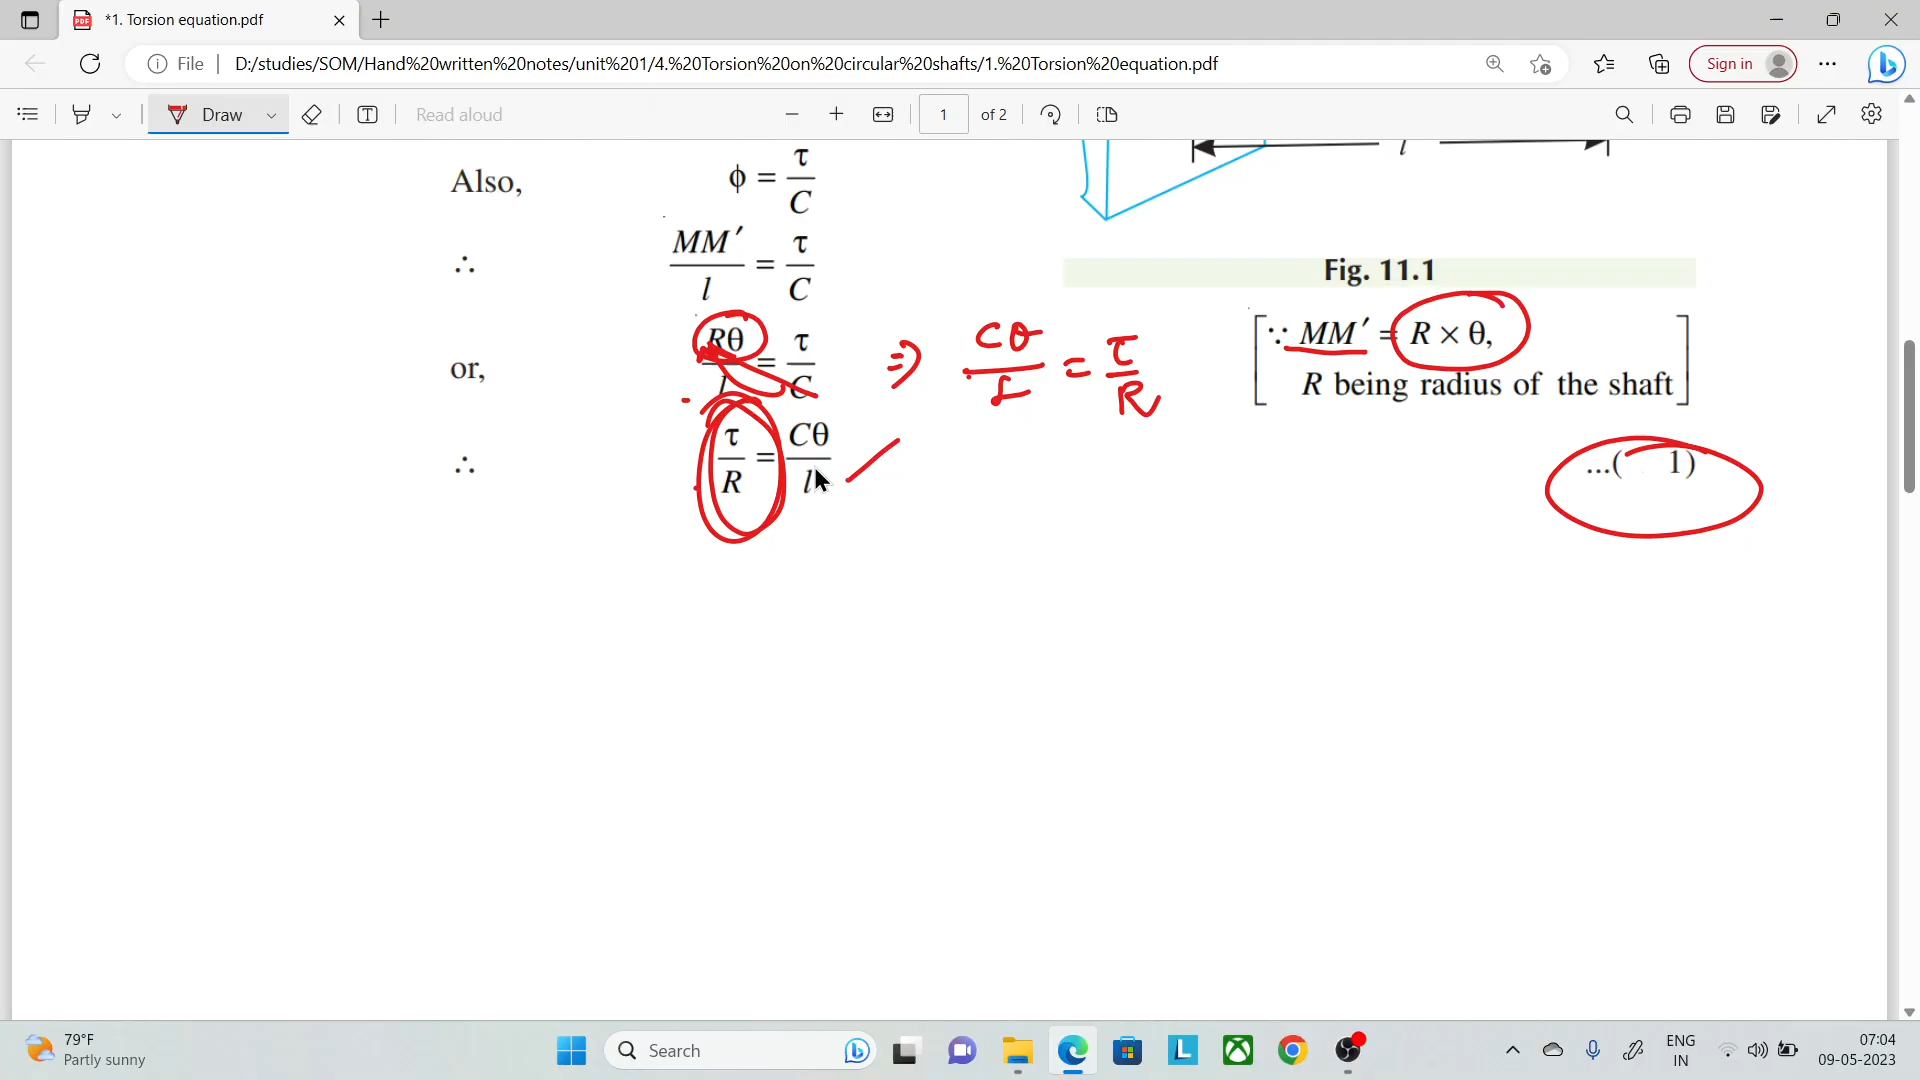 *1. Torsion equation.pdf
File | D:/studies/SOM/Hand%20written%20notes/unit%201/4.%20Torsion%20on%20circular%20shafts/1.%20Torsion%20equation.pdf
Sign in
Draw
Read aloud
1 of 2
Also, ϕ = τ/C
l
∴ MM′/l = τ/C
Fig. 11.1
or, Rθ/l = τ/C ⇒ Cθ/L = τ/R [∵ MM′ = R × θ,
R being radius of the shaft]
∴ τ/R = Cθ/l ...( 1)
79°F
Partly sunny
Search
ENG
IN
07:04
09-05-2023